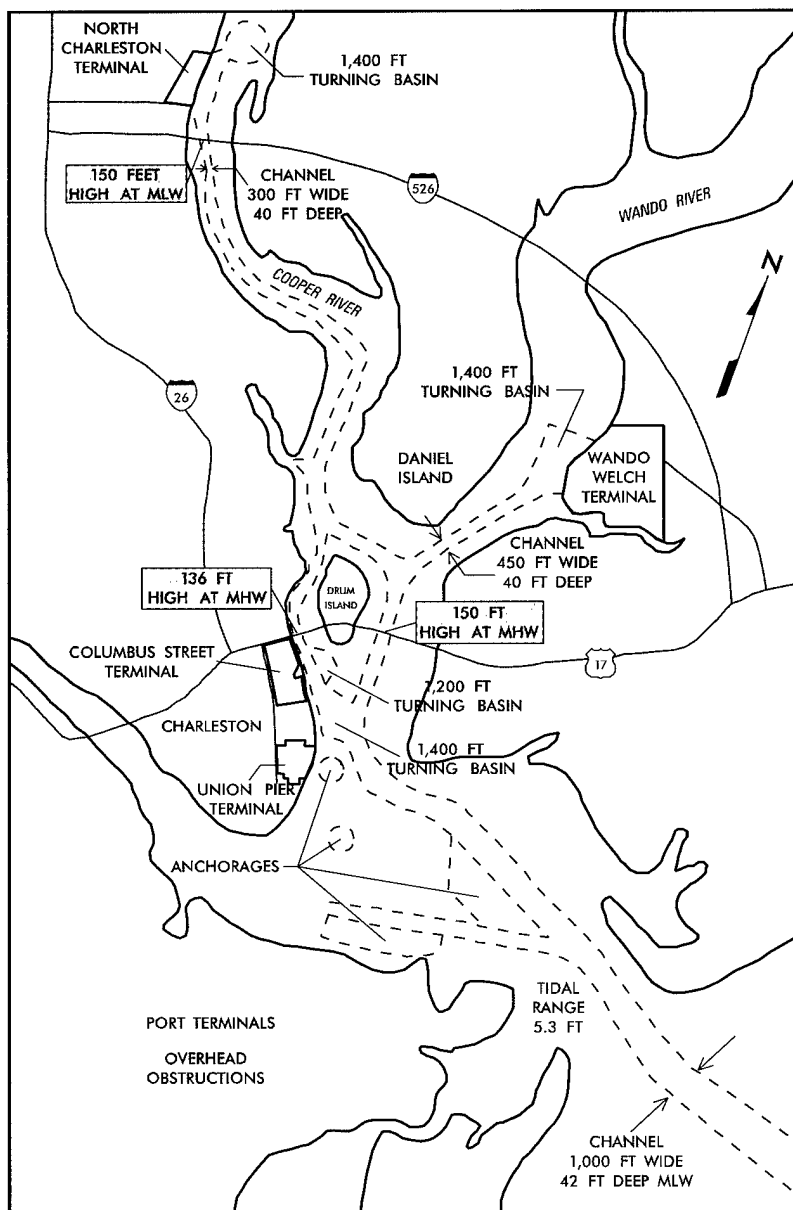 NORTH
CHARLESTON
TERMINAL
1,400 FT
TURNING BASIN
150 FEET
HIGH AT MLW
CHANNEL
300 FT WIDE
40 FT DEEP
526
WANDO RIVER
N
COOPER RIVER
26
1,400 FT
TURNING BASIN
DANIEL
ISLAND
WANDO
WELCH
TERMINAL
CHANNEL
450 FT WIDE
40 FT DEEP
136 FT
HIGH AT MHW
DRUM
ISLAND
150 FT
HIGH AT MHW
COLUMBUS STREET
TERMINAL
17
1,200 FT
TURNING BASIN
CHARLESTON
1,400 FT
TURNING BASIN
UNION PIER
TERMINAL
ANCHORAGES
TIDAL
RANGE
5.3 FT
PORT TERMINALS
OVERHEAD
OBSTRUCTIONS
CHANNEL
1,000 FT WIDE
42 FT DEEP MLW